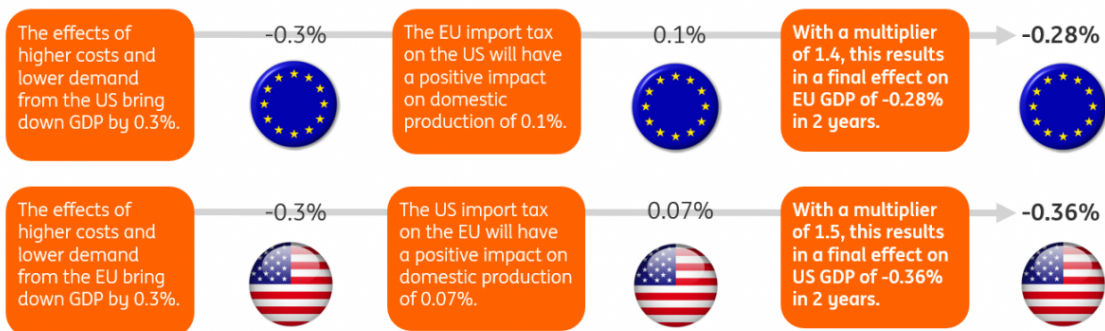 The effects of
higher costs and
lower demand
from the US bring
down GDP by 0.3%.
-0.3%
The EU import tax
on the US will have
a positive impact
on domestic
production of 0.1%.
0.1%
With a multiplier
of 1.4, this results
in a final effect on
EU GDP of -0.28%
in 2 years.
-0.28%
The effects of
higher costs and
lower demand
from the EU bring
down GDP by 0.3%.
-0.3%
The US import tax
on the EU will have
a positive impact on
domestic production
of 0.07%.
0.07%
With a multiplier
of 1.5, this results
in a final effect on
US GDP of -0.36%
in 2 years.
-0.36%